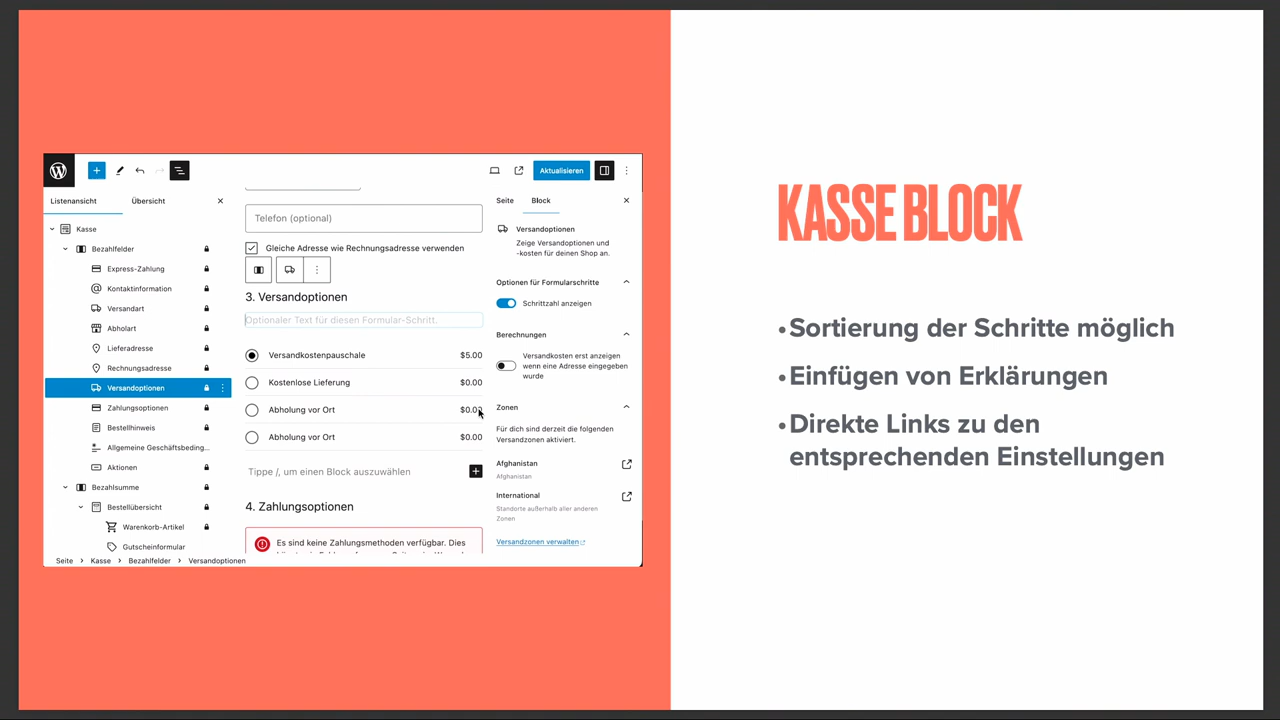 Aktualisieren
Listenansicht
Übersicht
Kasse
Bezahlfelder
Express-Zahlung
Kontaktinformation
Versandart
Abholart
Lieferadresse
Rechnungsadresse
Versandoptionen
Zahlungsoptionen
Bestellhinweis
Allgemeine Geschäftsbeding...
Aktionen
Bezahlsumme
Bestellübersicht
Warenkorb-Artikel
Gutscheinformular
Telefon (optional)
Gleiche Adresse wie Rechnungsadresse verwenden
3. Versandoptionen
Optionaler Text für diesen Formular-Schritt.
Versandkostenpauschale $5.00
Kostenlose Lieferung $0.00
Abholung vor Ort $0.00
Abholung vor Ort $0.00
Tippe /, um einen Block auszuwählen
4. Zahlungsoptionen
Es sind keine Zahlungsmethoden verfügbar. Dies
Seite
Block
Versandoptionen
Zeige Versandoptionen und
-kosten für deinen Shop an.
Optionen für Formularschritte
Schrittzahl anzeigen
Berechnungen
Versandkosten erst anzeigen
wenn eine Adresse eingegeben
wurde
Zonen
Für dich sind derzeit die folgenden
Versandzonen aktiviert.
Afghanistan
Afghanistan
International
Standorte außerhalb aller anderen
Zonen
Versandzonen verwalten
Seite > Kasse > Bezahlfelder > Versandoptionen
KASSE BLOCK
•Sortierung der Schritte möglich
•Einfügen von Erklärungen
•Direkte Links zu den
entsprechenden Einstellungen